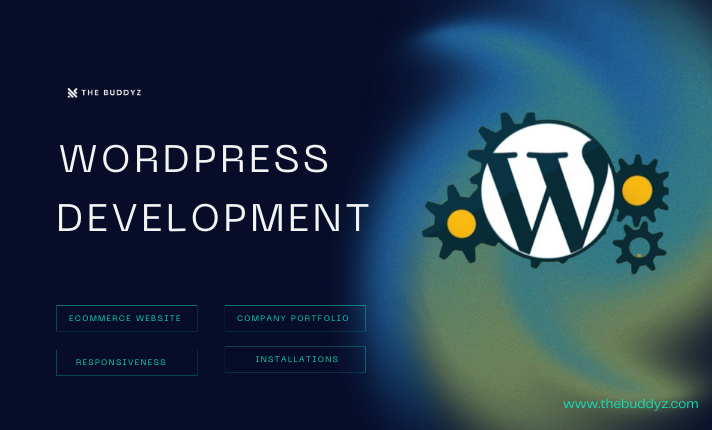 THE BUDDYZ
WORDPRESS
DEVELOPMENT
ECOMMERCE WEBSITE
COMPANY PORTFOLIO
RESPONSIVENESS
INSTALLATIONS
W
www.thebuddyz.com